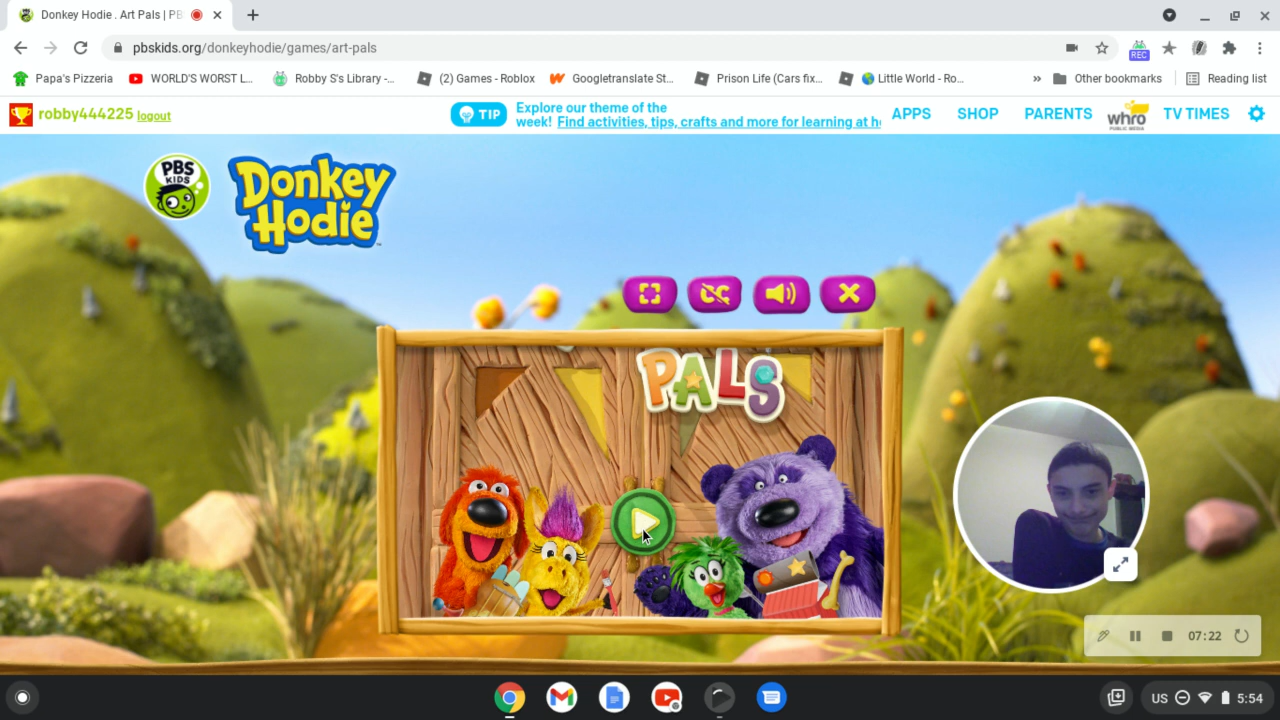 Donkey Hodie . Art Pals | PB
pbskids.org/donkeyhodie/games/art-pals
REC
Papa's Pizzeria
WORLD'S WORST L...
Robby S's Library -...
(2) Games - Roblox
Googletranslate St...
Prison Life (Cars fix...
Little World - Ro...
»
Other bookmarks
Reading list
robby444225 logout
TIP
Explore our theme of the
week! Find activities, tips, crafts and more for learning at h
APPS
SHOP
PARENTS
whro
PUBLIC MEDIA
TV TIMES
PBS
KIDS
Donkey
Hodie
CC
PALS
07:22
US
5:54